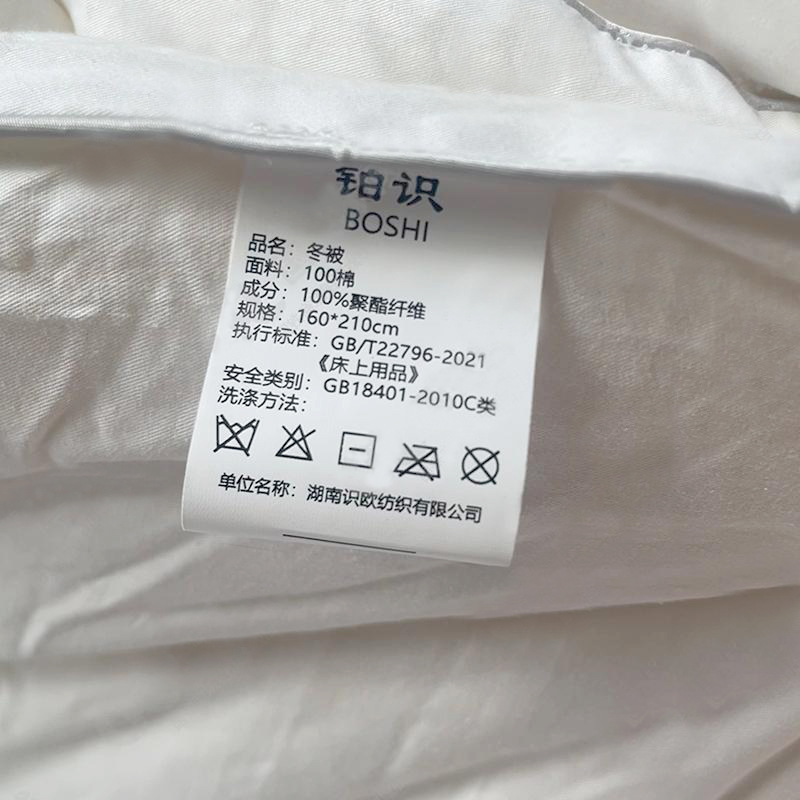 铂识
BOSHI
品名：冬被
面料：100棉
成分：100%聚酯纤维
规格：160*210cm
执行标准：GB/T22796-2021
《床上用品》
安全类别：GB18401-2010C类
洗涤方法：
单位名称：湖南识欧纺织有限公司